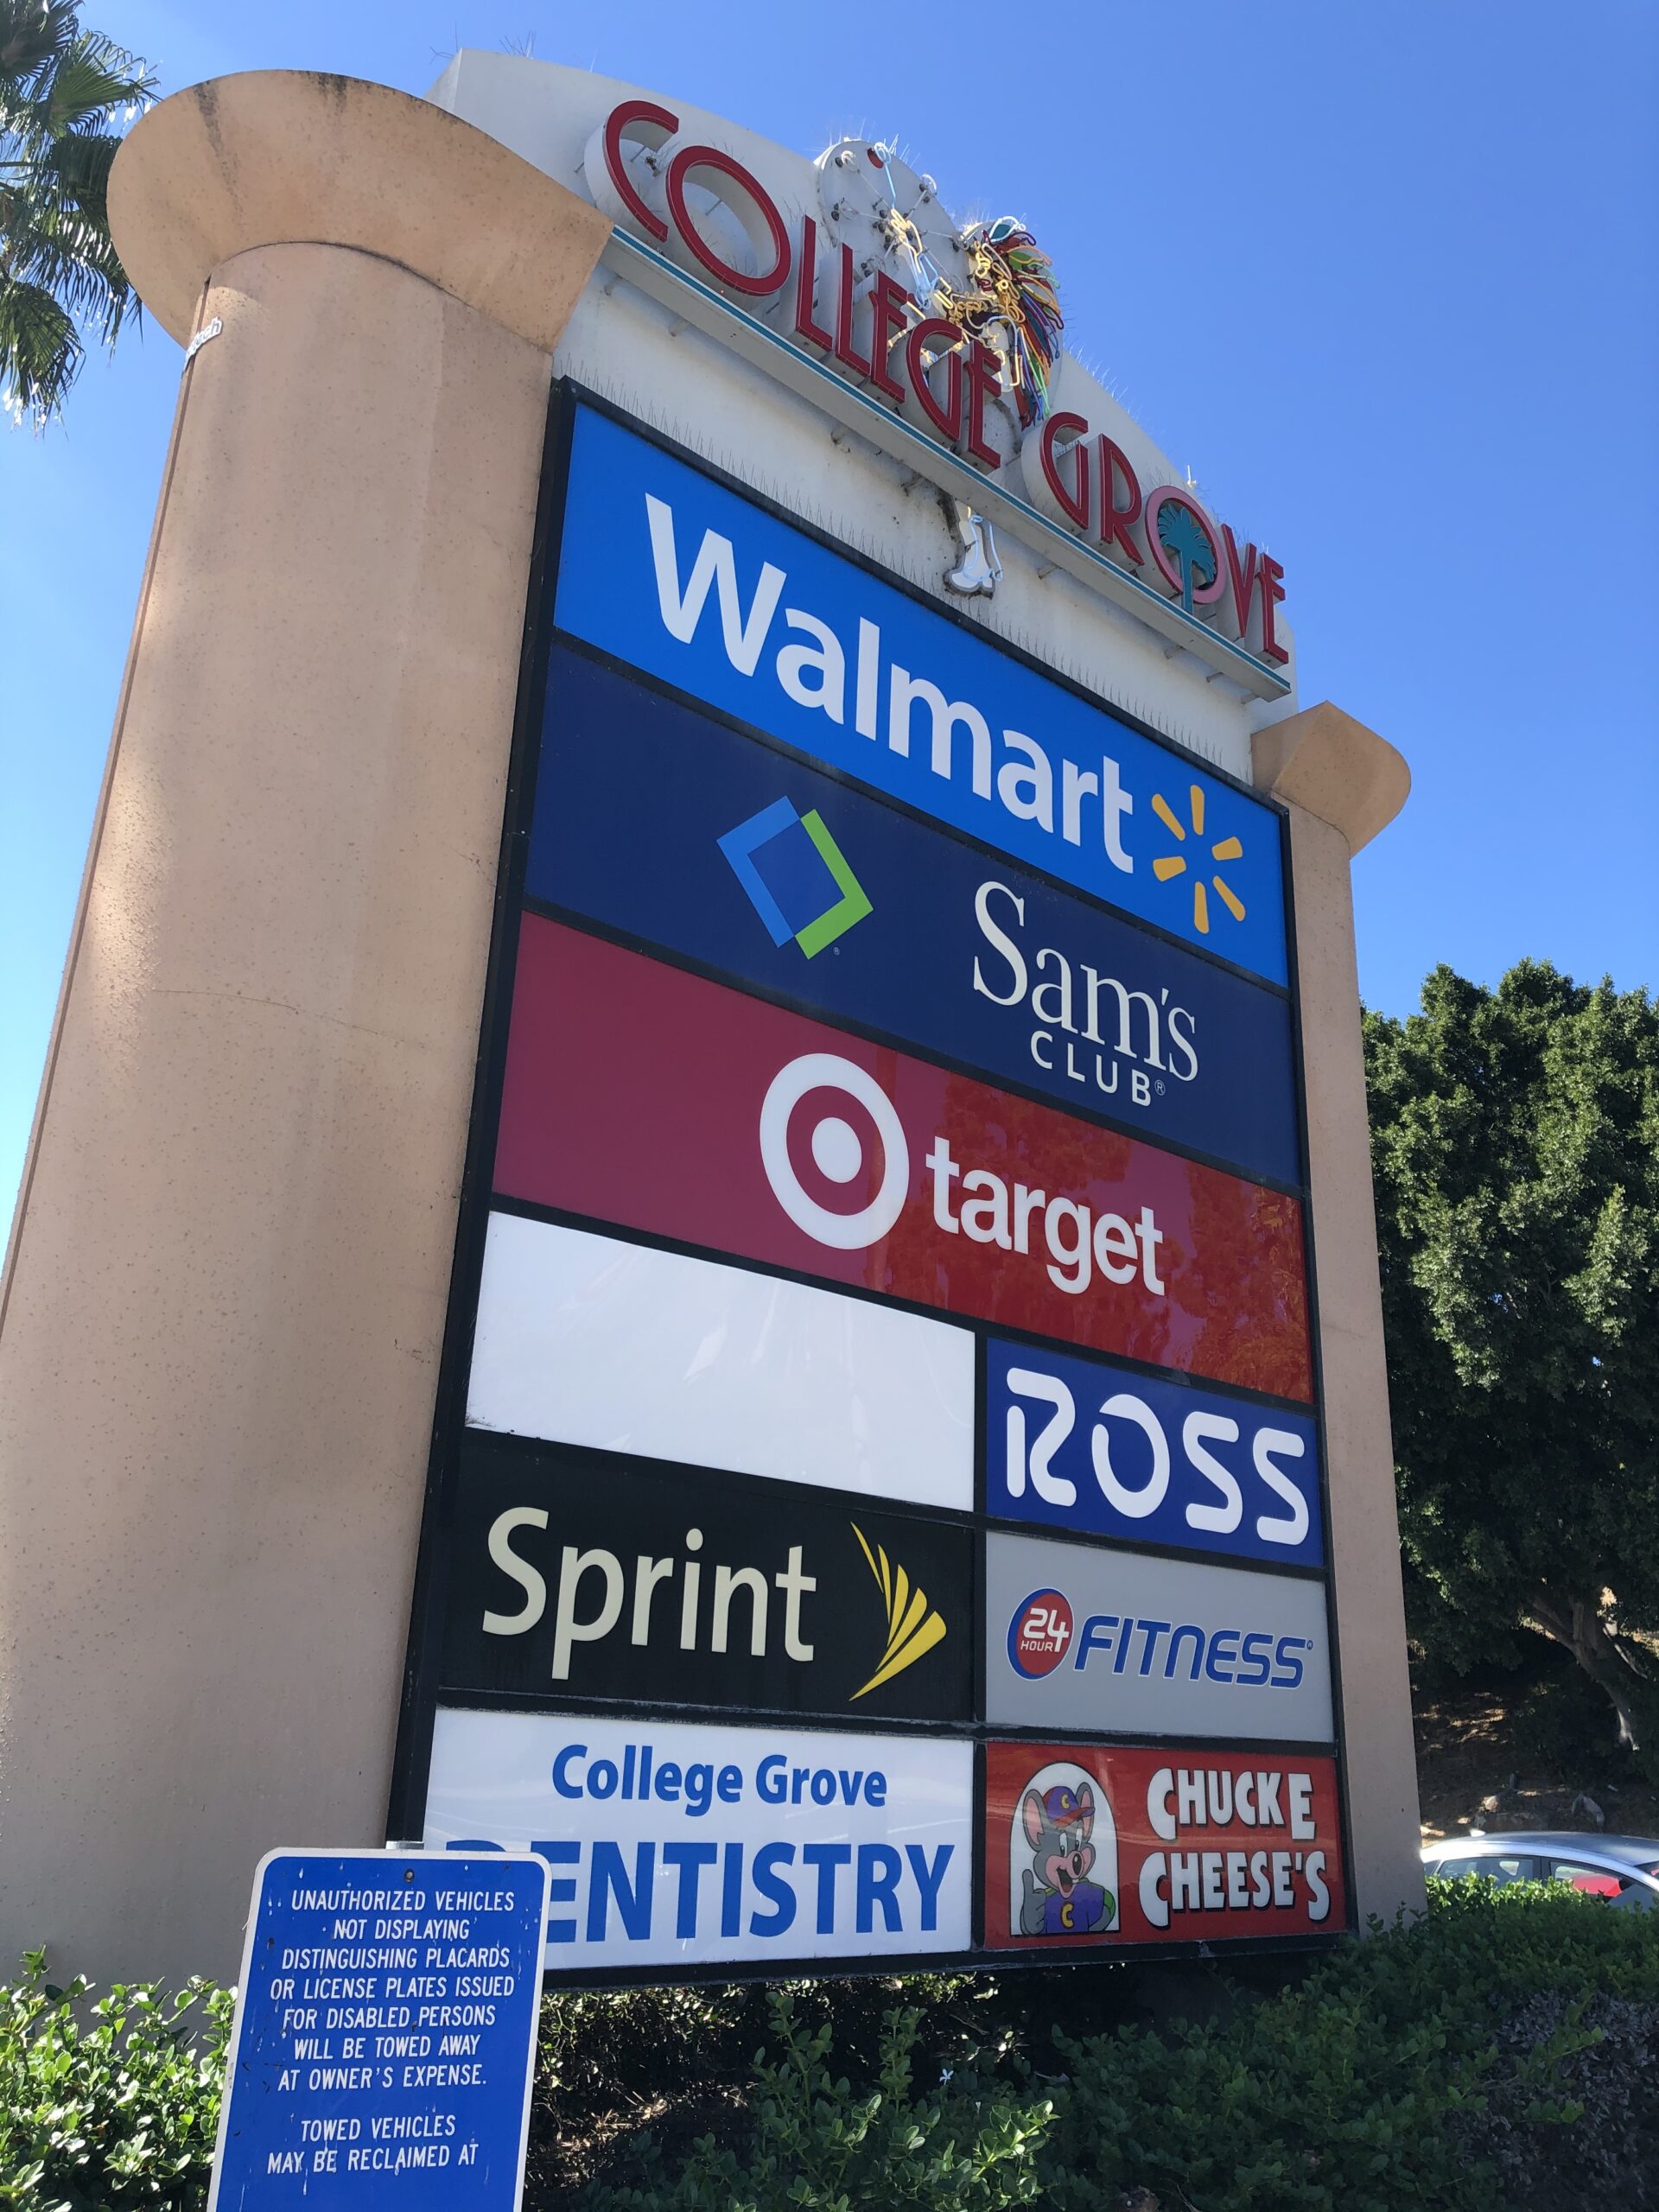 COLLEGE GROVE
Walmart
Sam's
CLUB®
target
ROSS
Sprint
24
HOUR
FITNESS
College Grove
ENTISTRY
CHUCK E
CHEESE'S
UNAUTHORIZED VEHICLES
NOT DISPLAYING
DISTINGUISHING PLACARDS
OR LICENSE PLATES ISSUED
FOR DISABLED PERSONS
WILL BE TOWED AWAY
AT OWNER'S EXPENSE.
TOWED VEHICLES
MAY BE RECLAIMED AT